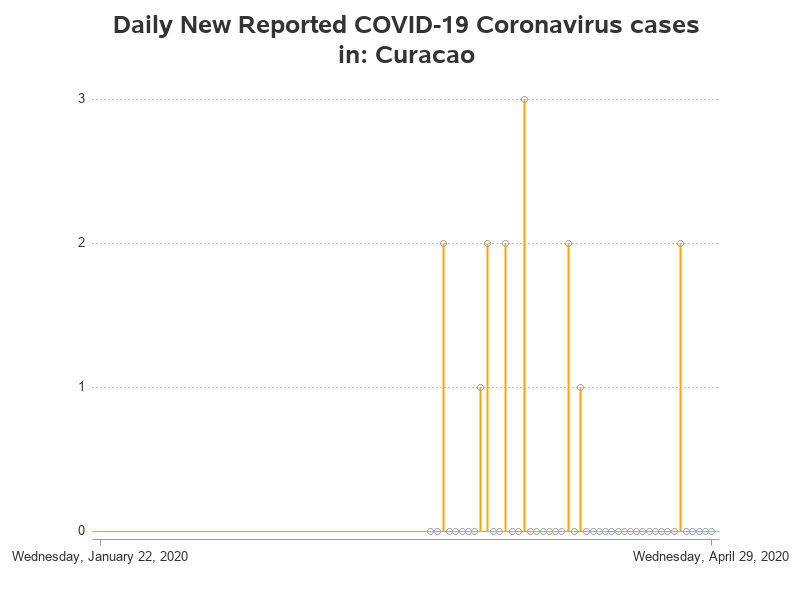 Daily New Reported COVID-19 Coronavirus cases
in: Curacao
3
2
1
0
Wednesday, January 22, 2020
Wednesday, April 29, 2020